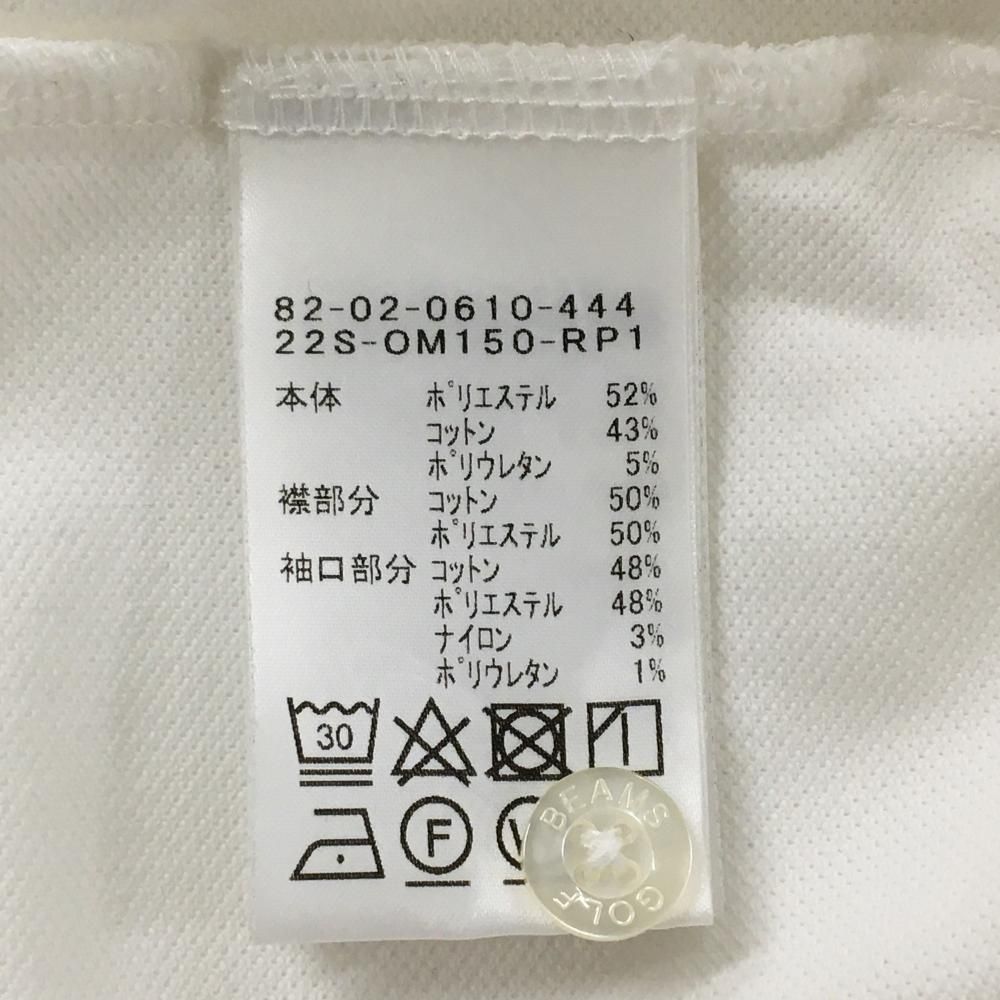 82-02-0610-444
22S-OM150-RP1
本体 ﾎﾟﾘｴｽﾃﾙ 52%
ｺｯﾄﾝ 43%
ﾎﾟﾘｳﾚﾀﾝ 5%
襟部分 ｺｯﾄﾝ 50%
ﾎﾟﾘｴｽﾃﾙ 50%
袖口部分 ｺｯﾄﾝ 48%
ﾎﾟﾘｴｽﾃﾙ 48%
ﾅｲﾛﾝ 3%
ﾎﾟﾘｳﾚﾀﾝ 1%
30
F
BEAMS
GOLF